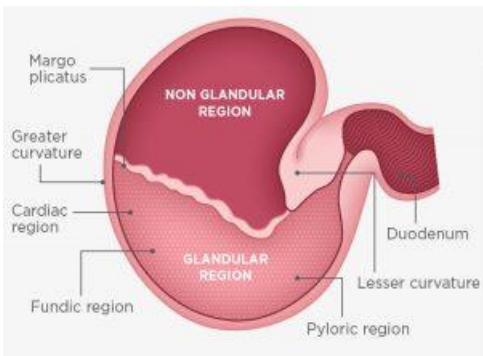 Margo
plicatus
NON GLANDULAR
REGION
Greater
curvature
Cardiac
region
GLANDULAR
REGION
Duodenum
Fundic region
Lesser curvature
Pyloric region